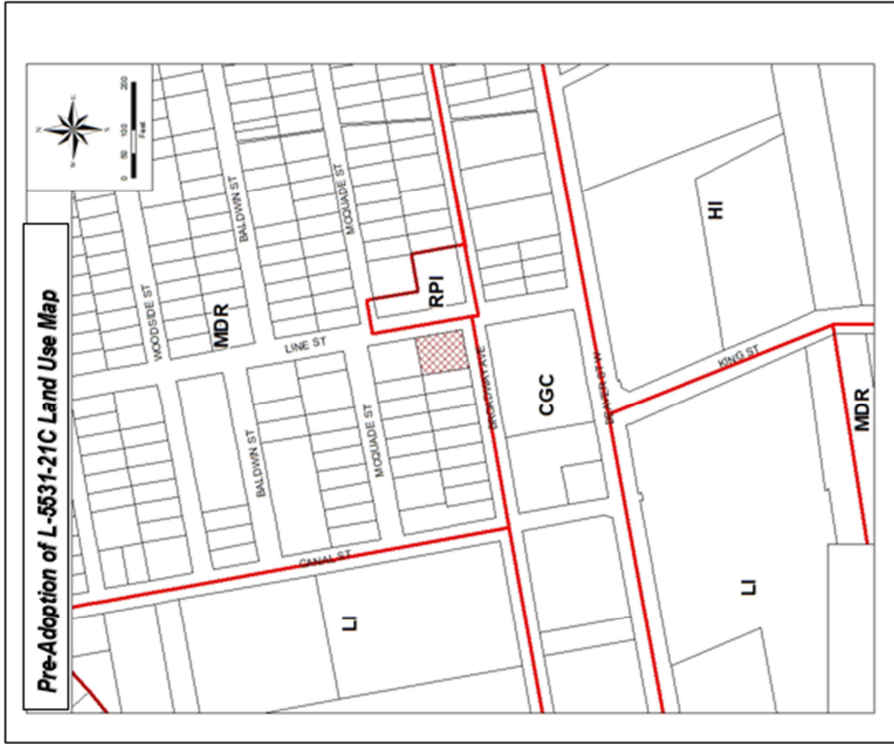 Pre-Adoption of L-5531-21C Land Use Map
N
E
S
W
0 50 100 200
Feet
WOODSIDE ST
BALDWIN ST
MCQUADE ST
MDR
LINE ST
RPI
BALDWIN ST
MCQUADE ST
BROADWAY AVE
CGC
BEAVER ST W
CANAL ST
LI
HI
KING ST
MDR
LI